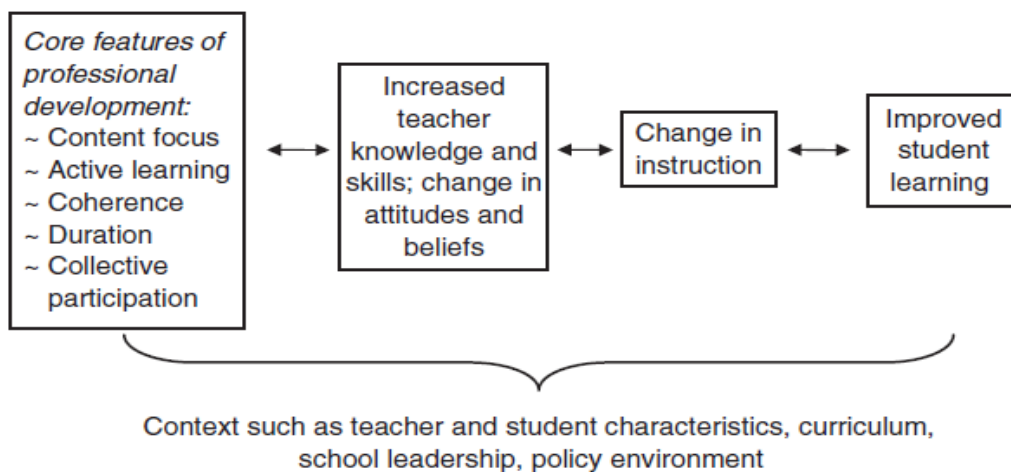 Core features of
professional
development:
~ Content focus
~ Active learning
~ Coherence
~ Duration
~ Collective
participation
Increased
teacher
knowledge and
skills; change in
attitudes and
beliefs
Change in
instruction
Improved
student
learning
Context such as teacher and student characteristics, curriculum,
school leadership, policy environment